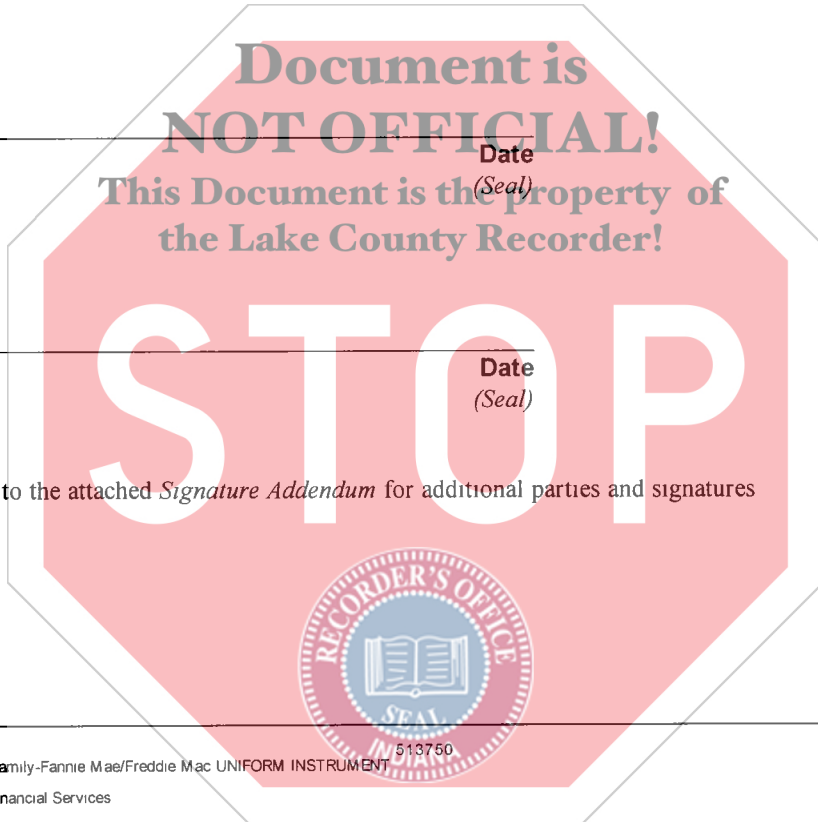 Document is
NOT OFFICIAL!
Date
This Document is the property of
(Seal)
the Lake County Recorder!
STOP
Date
(Seal)
to the attached Signature Addendum for additional parties and signatures
RECORDER'S OFFICE
SEAL
INDIANA
513750
amily-Fannie Mae/Freddie Mac UNIFORM INSTRUMENT
nancial Services